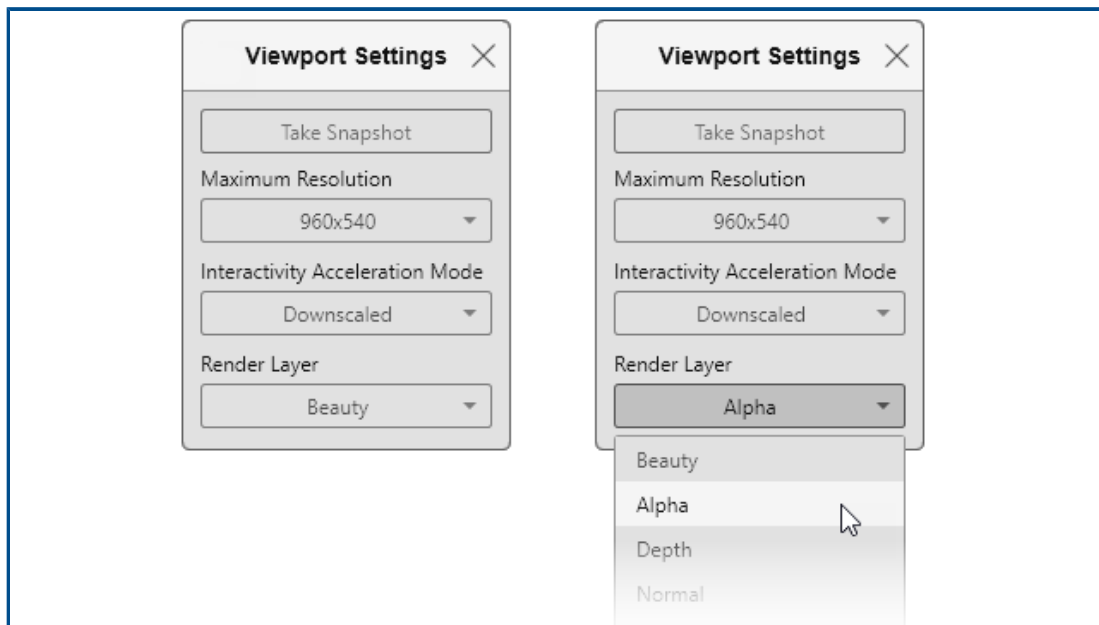 Viewport Settings
Take Snapshot
Maximum Resolution
960x540
Interactivity Acceleration Mode
Downscaled
Render Layer
Beauty
Viewport Settings
Take Snapshot
Maximum Resolution
960x540
Interactivity Acceleration Mode
Downscaled
Render Layer
Alpha
Beauty
Alpha
Depth
Normal